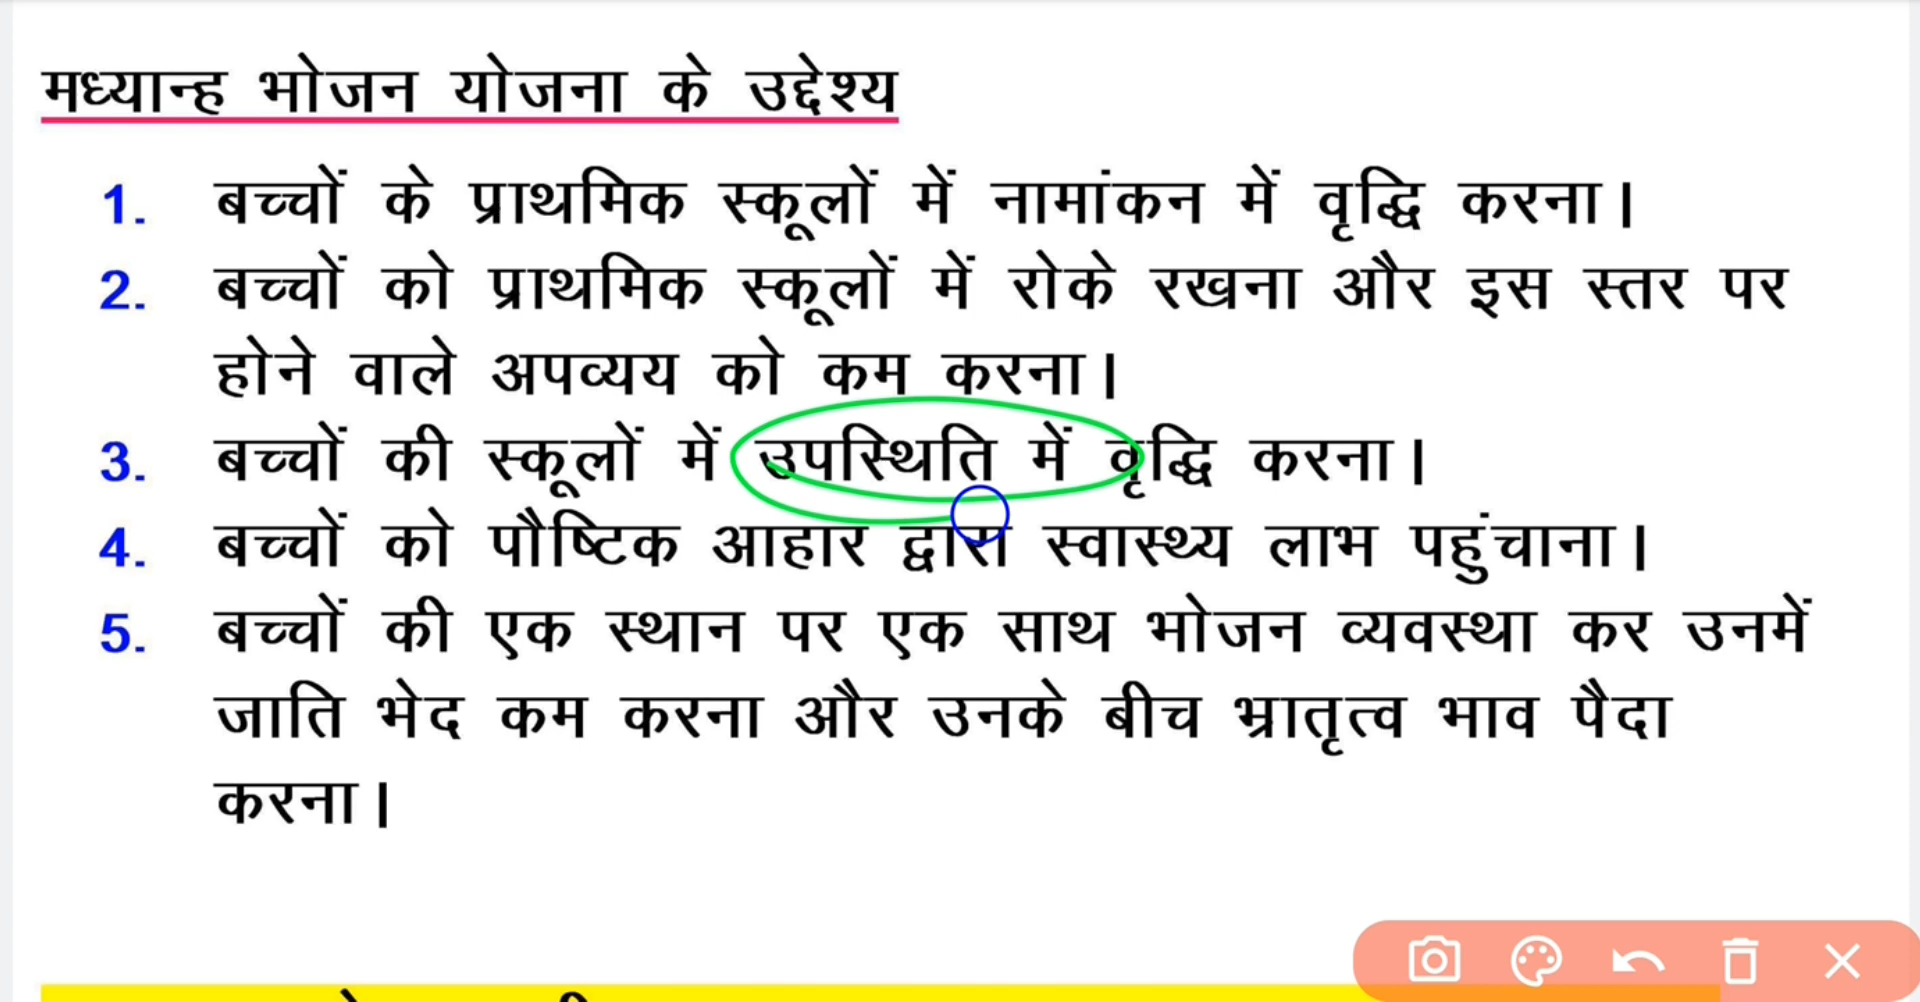 मध्यान्ह भोजन योजना के उद्देश्य
1. बच्चों के प्राथमिक स्कूलों में नामांकन में वृद्धि करना।
2. बच्चों को प्राथमिक स्कूलों में रोके रखना और इस स्तर पर
होने वाले अपव्यय को कम करना।
3. बच्चों की स्कूलों में उपस्थिति में वृद्धि करना।
4. बच्चों को पौष्टिक आहार द्वारा स्वास्थ्य लाभ पहुंचाना।
5. बच्चों की एक स्थान पर एक साथ भोजन व्यवस्था कर उनमें
जाति भेद कम करना और उनके बीच भ्रातृत्व भाव पैदा
करना।